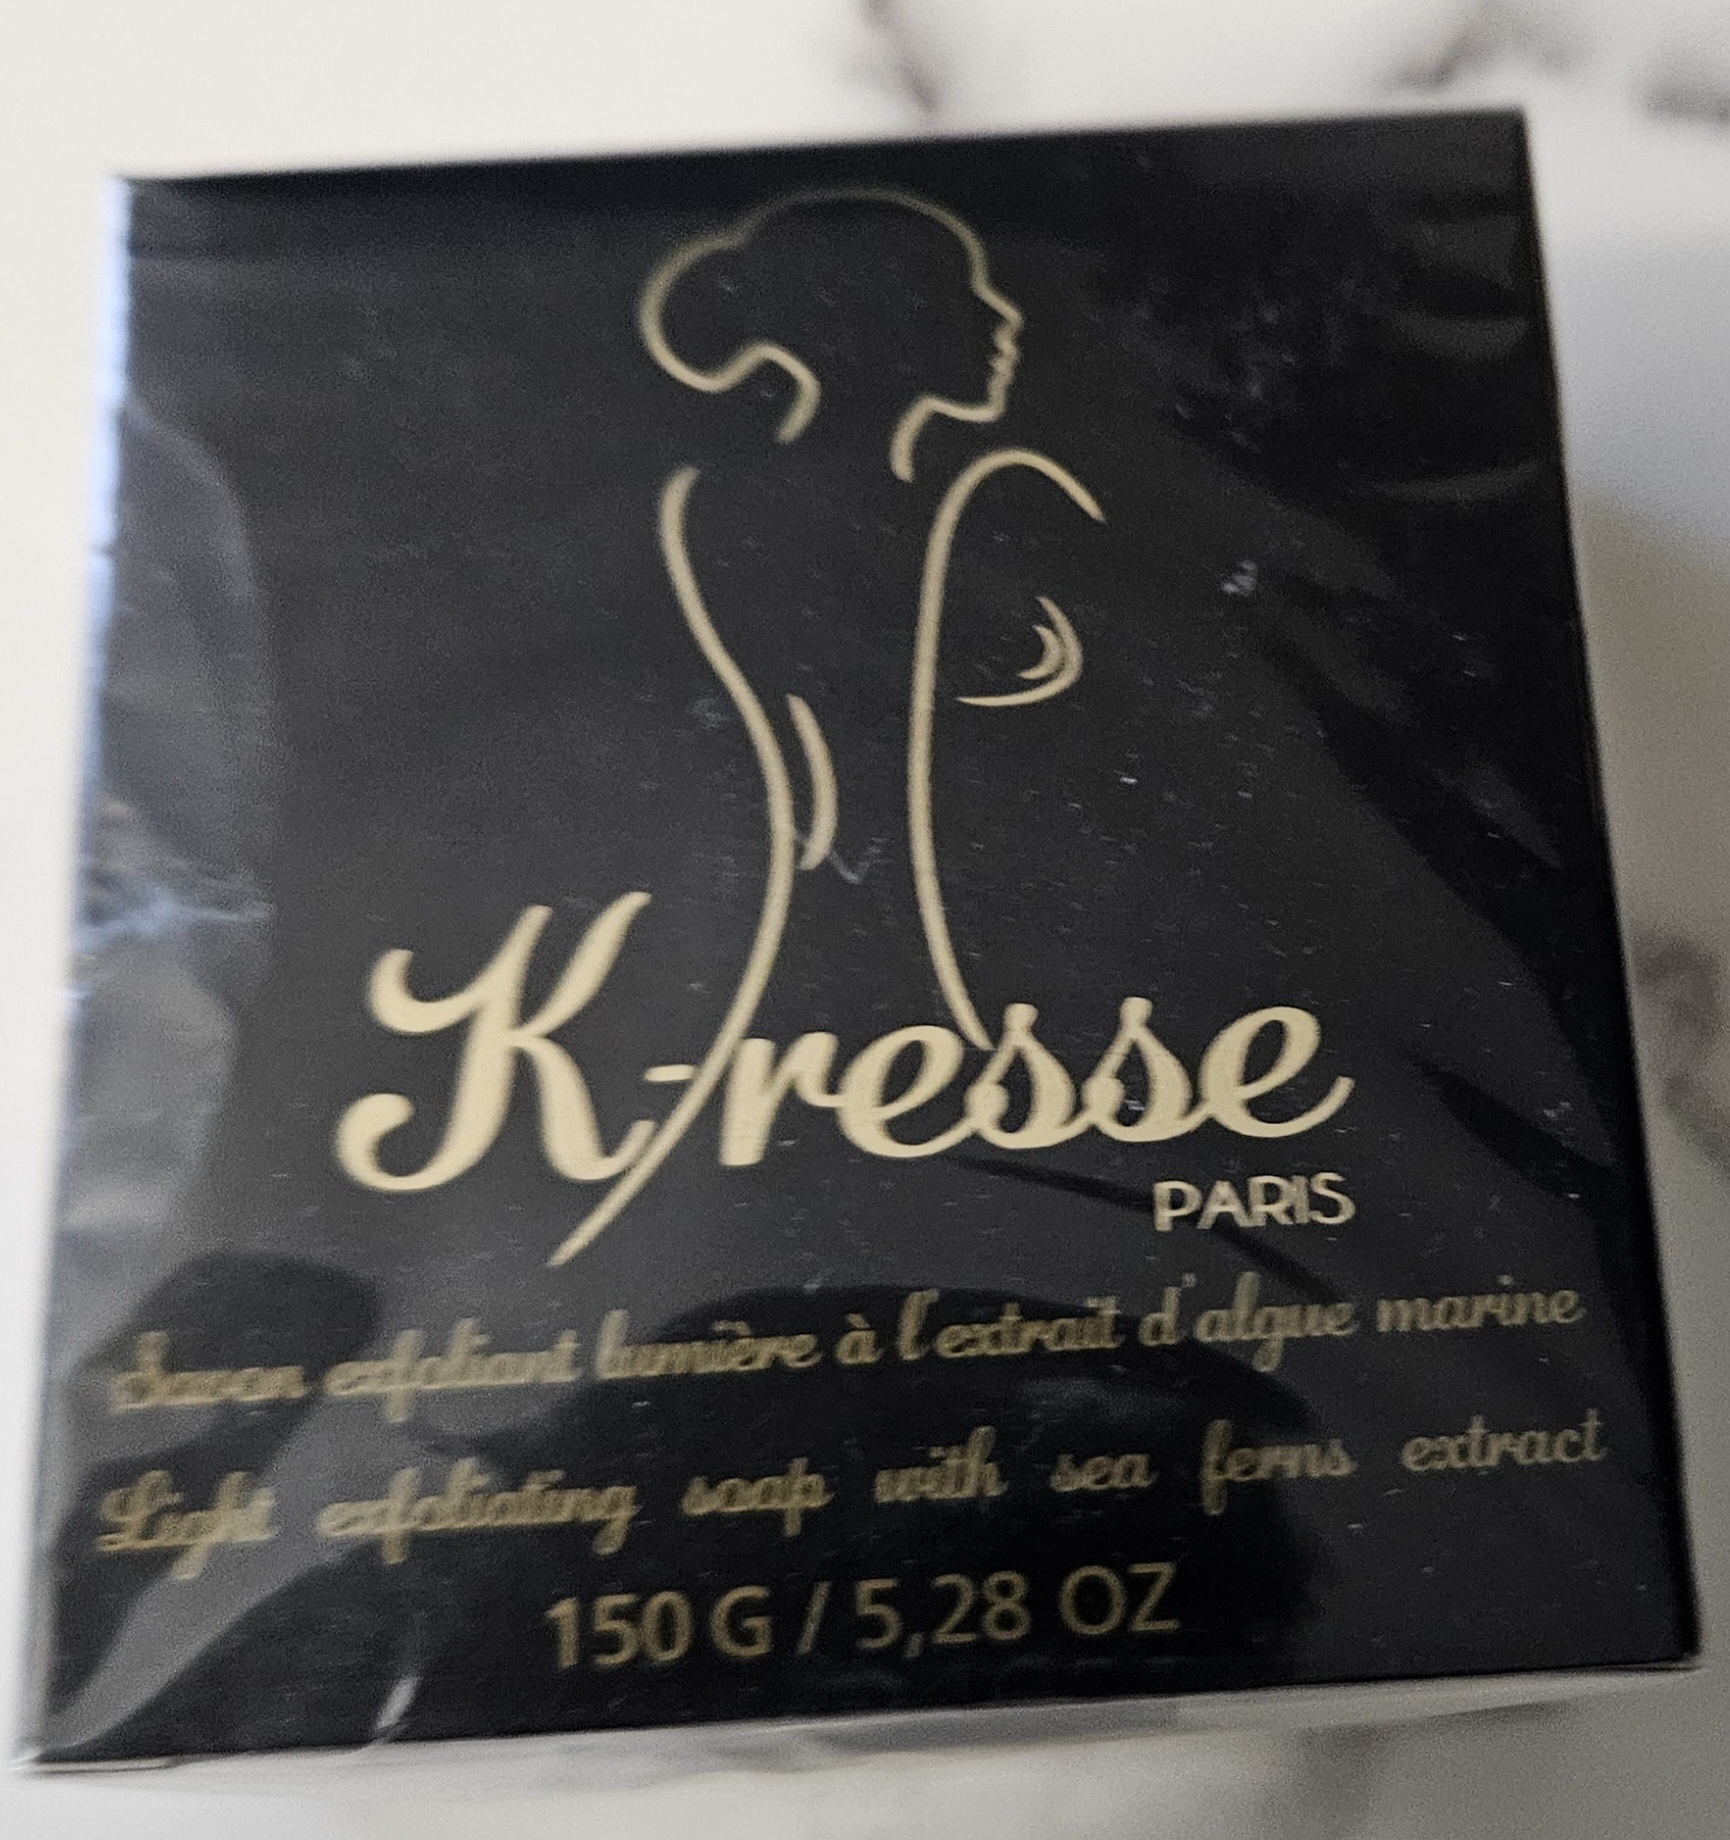 K-resse
PARIS
Savon exfoliant lumière à l'extrait d'algue marine
Light exfoliating soap with sea ferns extract
150 G / 5,28 OZ